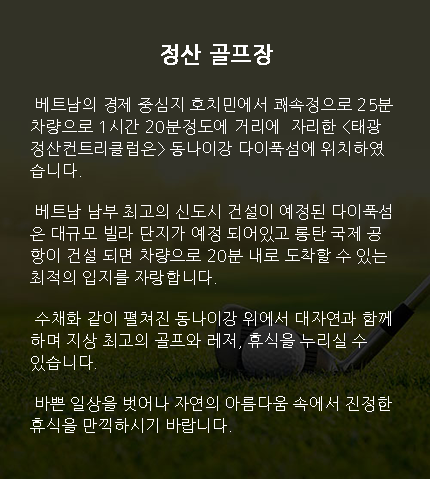 정산 골프장
베트남의 경제 중심지 호치민에서 쾌속정으로 25분
차량으로 1시간 20분정도에 거리에  자리한 <태광
정산컨트리클럽은> 동나이강 다이푹섬에 위치하였
습니다.
베트남 남부 최고의 신도시 건설이 예정된 다이푹섬
은 대규모 빌라 단지가 예정 되어있고 롱탄 국제 공
항이 건설 되면 차량으로 20분 내로 도착할 수 있는
최적의 입지를 자랑합니다.
수채화 같이 펼쳐진 동나이강 위에서 대자연과 함께
하며 지상 최고의 골프와 레저, 휴식을 누리실 수
있습니다.
바쁜 일상을 벗어나 자연의 아름다움 속에서 진정한
휴식을 만끽하시기 바랍니다.